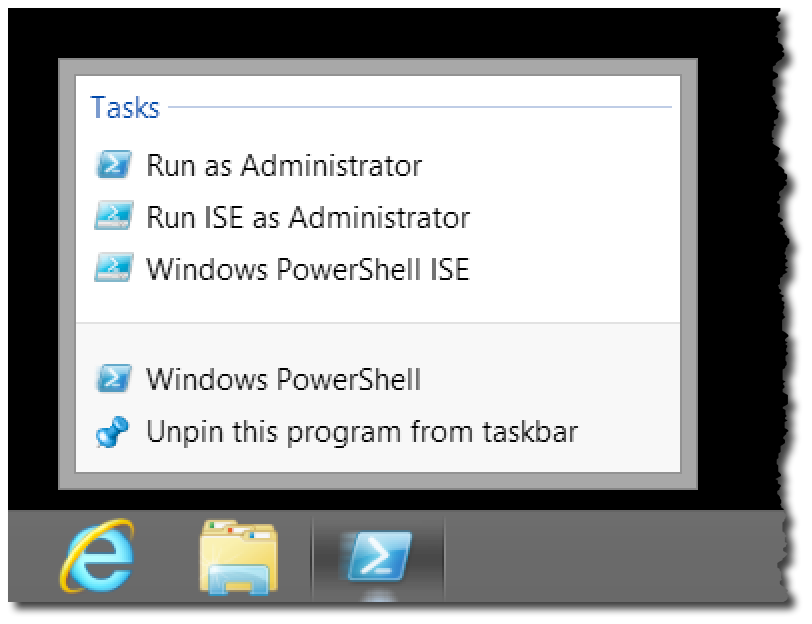 Tasks
Run as Administrator
Run ISE as Administrator
Windows PowerShell ISE
Windows PowerShell
Unpin this program from taskbar